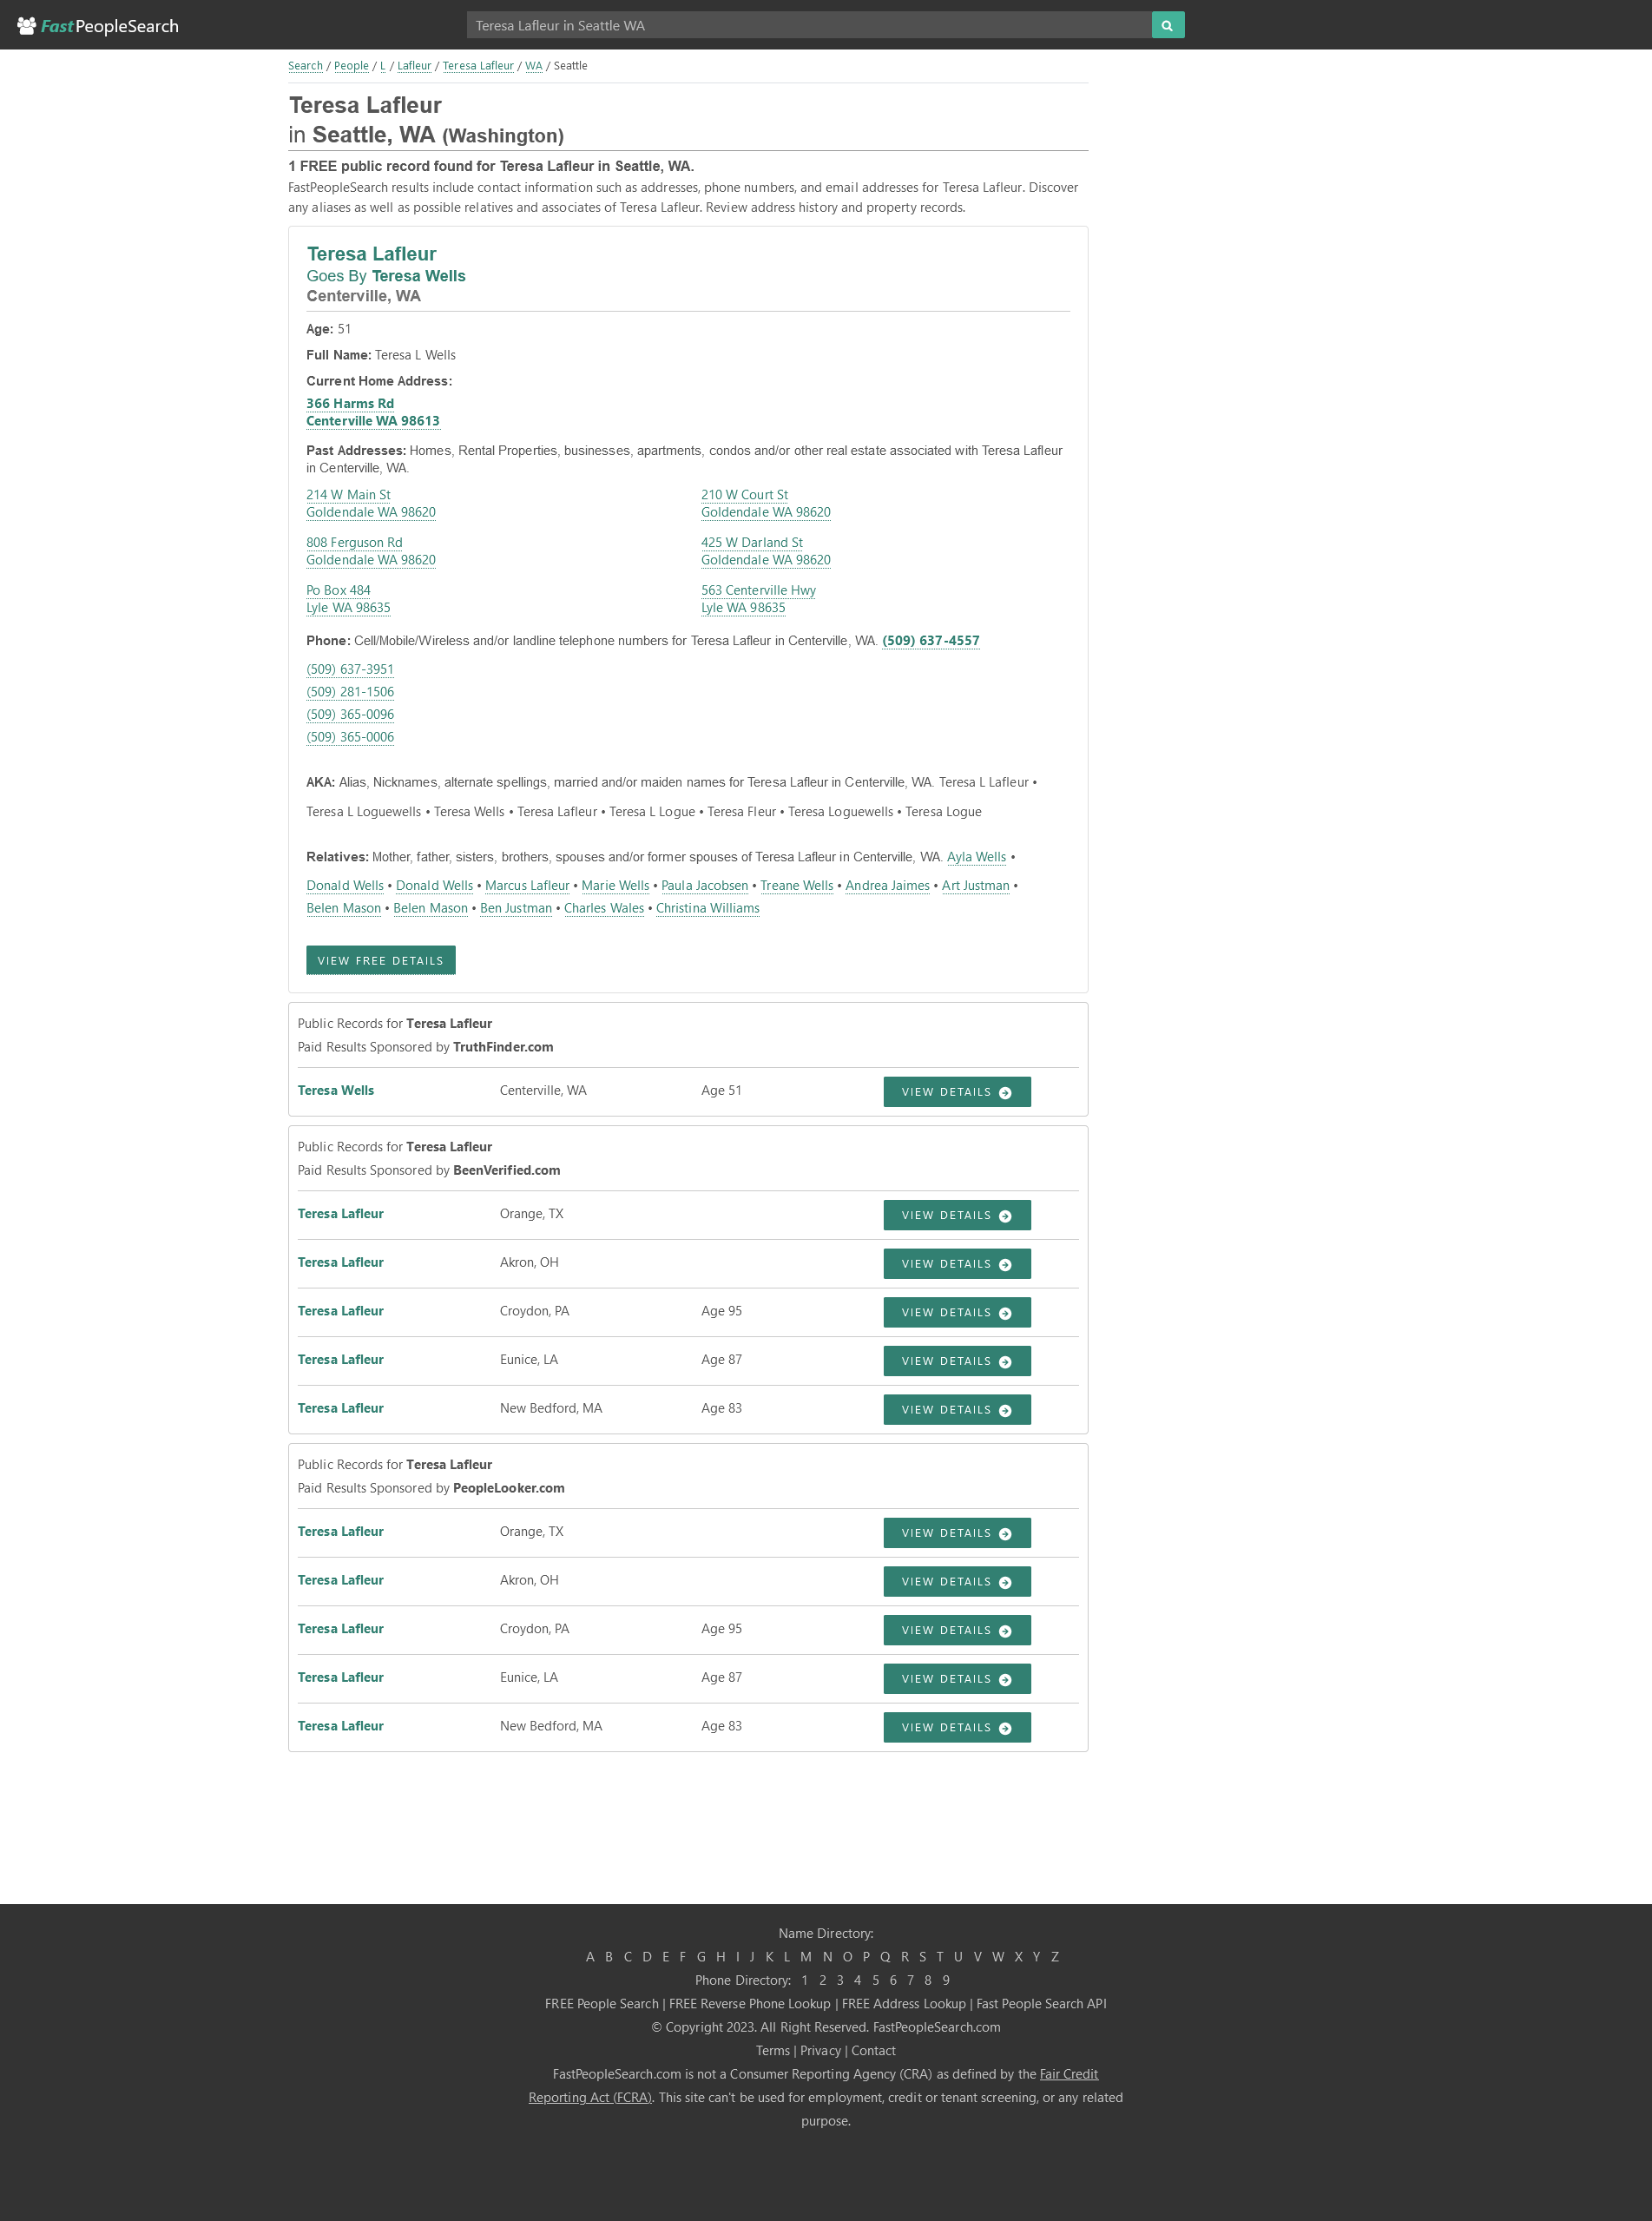 FastPeopleSearch
Teresa Lafleur in Seattle WA
Search / People / L / Lafleur / Teresa Lafleur / WA / Seattle
Teresa Lafleur
in Seattle, WA (Washington)
1 FREE public record found for Teresa Lafleur in Seattle, WA.
FastPeopleSearch results include contact information such as addresses, phone numbers, and email addresses for Teresa Lafleur. Discover
any aliases as well as possible relatives and associates of Teresa Lafleur. Review address history and property records.
Teresa Lafleur
Goes By Teresa Wells
Centerville, WA
Age: 51
Full Name: Teresa L Wells
Current Home Address:
366 Harms Rd
Centerville WA 98613
Past Addresses: Homes, Rental Properties, businesses, apartments, condos and/or other real estate associated with Teresa Lafleur
in Centerville, WA.
214 W Main St
Goldendale WA 98620
210 W Court St
Goldendale WA 98620
808 Ferguson Rd
Goldendale WA 98620
425 W Darland St
Goldendale WA 98620
Po Box 484
Lyle WA 98635
563 Centerville Hwy
Lyle WA 98635
Phone: Cell/Mobile/Wireless and/or landline telephone numbers for Teresa Lafleur in Centerville, WA. (509) 637-4557
(509) 637-3951
(509) 281-1506
(509) 365-0096
(509) 365-0006
AKA: Alias, Nicknames, alternate spellings, married and/or maiden names for Teresa Lafleur in Centerville, WA. Teresa L Lafleur •
Teresa L Loguewells • Teresa Wells • Teresa Lafleur • Teresa L Logue • Teresa Fleur • Teresa Loguewells • Teresa Logue
Relatives: Mother, father, sisters, brothers, spouses and/or former spouses of Teresa Lafleur in Centerville, WA. Ayla Wells •
Donald Wells • Donald Wells • Marcus Lafleur • Marie Wells • Paula Jacobsen • Treane Wells • Andrea Jaimes • Art Justman •
Belen Mason • Belen Mason • Ben Justman • Charles Wales • Christina Williams
VIEW FREE DETAILS
Public Records for Teresa Lafleur
Paid Results Sponsored by TruthFinder.com
Teresa Wells Centerville, WA Age 51 VIEW DETAILS
Public Records for Teresa Lafleur
Paid Results Sponsored by BeenVerified.com
Teresa Lafleur Orange, TX VIEW DETAILS
Teresa Lafleur Akron, OH VIEW DETAILS
Teresa Lafleur Croydon, PA Age 95 VIEW DETAILS
Teresa Lafleur Eunice, LA Age 87 VIEW DETAILS
Teresa Lafleur New Bedford, MA Age 83 VIEW DETAILS
Public Records for Teresa Lafleur
Paid Results Sponsored by PeopleLooker.com
Teresa Lafleur Orange, TX VIEW DETAILS
Teresa Lafleur Akron, OH VIEW DETAILS
Teresa Lafleur Croydon, PA Age 95 VIEW DETAILS
Teresa Lafleur Eunice, LA Age 87 VIEW DETAILS
Teresa Lafleur New Bedford, MA Age 83 VIEW DETAILS
Name Directory:
A B C D E F G H I J K L M N O P Q R S T U V W X Y Z
Phone Directory: 1 2 3 4 5 6 7 8 9
FREE People Search | FREE Reverse Phone Lookup | FREE Address Lookup | Fast People Search API
© Copyright 2023. All Right Reserved. FastPeopleSearch.com
Terms | Privacy | Contact
FastPeopleSearch.com is not a Consumer Reporting Agency (CRA) as defined by the Fair Credit
Reporting Act (FCRA). This site can't be used for employment, credit or tenant screening, or any related
purpose.